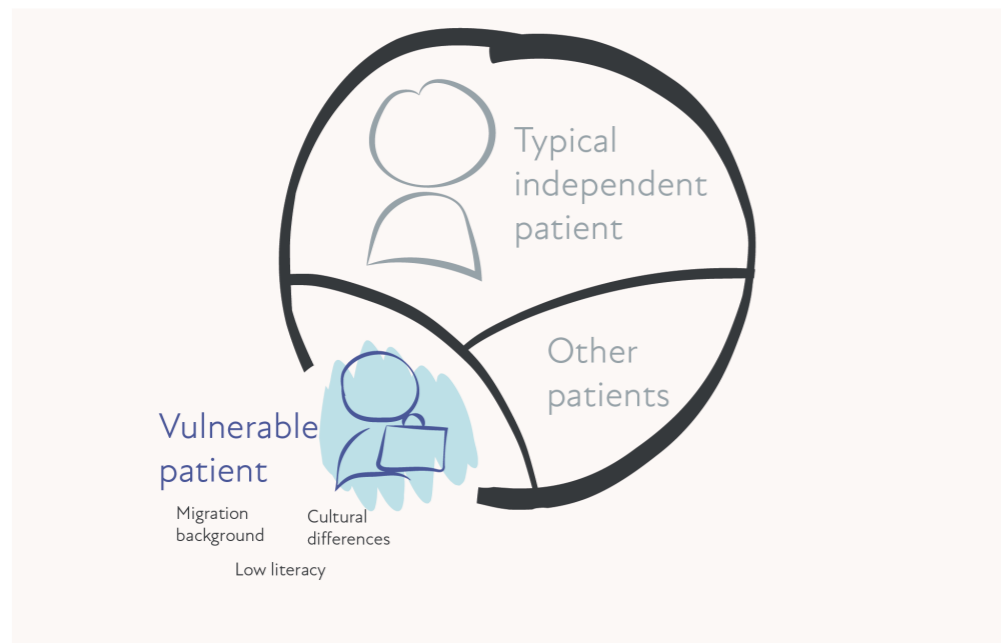 Typical
independent
patient
Other
patients
Vulnerable
patient
Migration
background
Cultural
differences
Low literacy